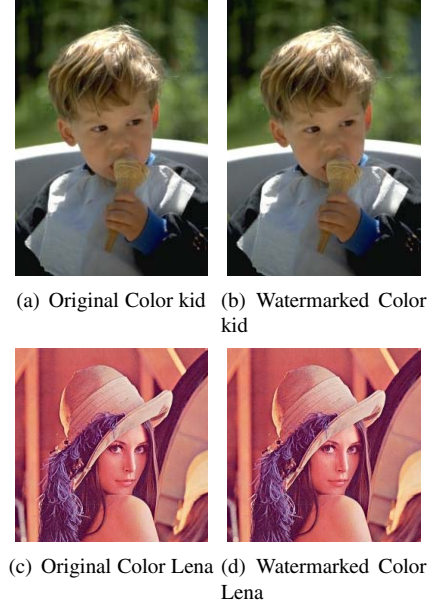 (a) Original Color kid
(b) Watermarked Color
kid
(c) Original Color Lena
(d) Watermarked Color
Lena